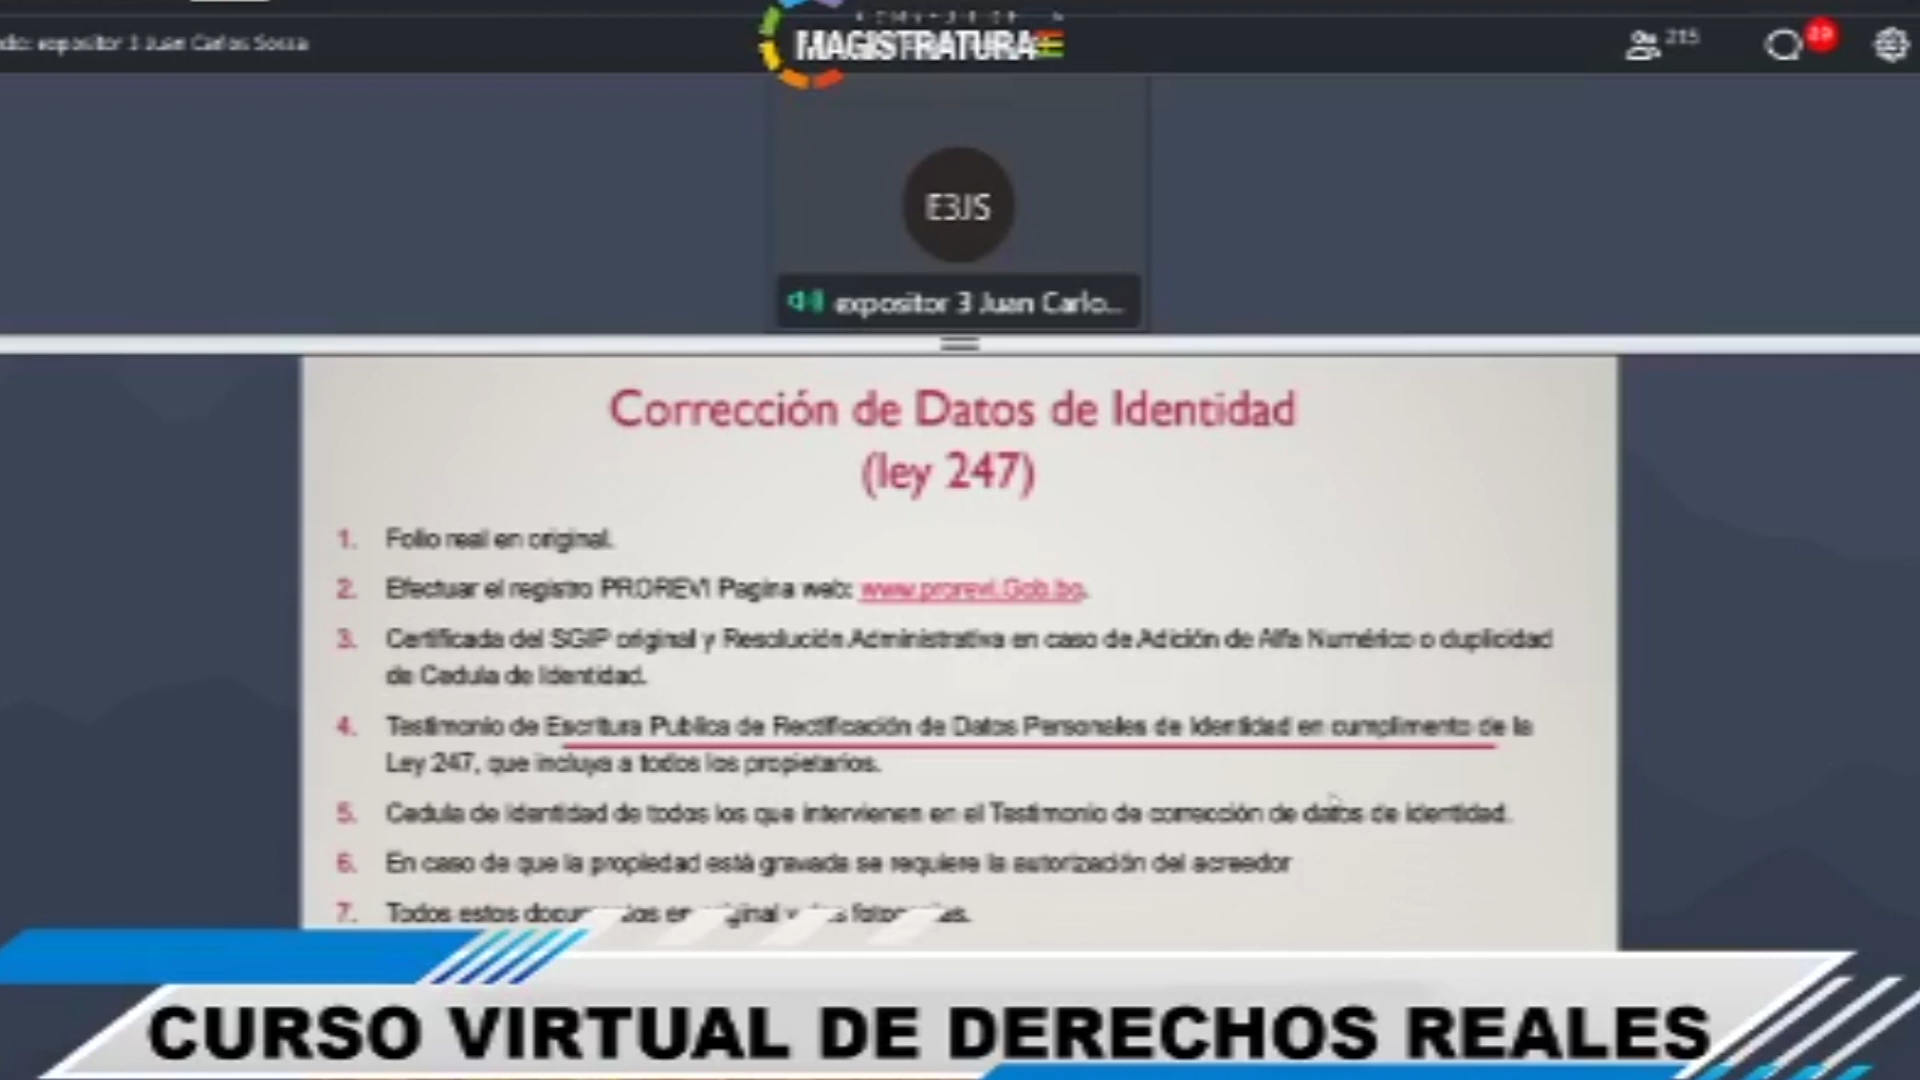 expositor 3 Juan Carlos Sossa
MAGISTRATURA
215
E3JS
expositor 3 Juan Carlo...
Corrección de Datos de Identidad
(ley 247)
1. Folio real en original.
2. Efectuar el registro PROREVI Pagina web: www.prorevi.Gob.bo.
3. Certificada del SGIP original y Resolución Administrativa en caso de Adición de Alfa Numérico o duplicidad
de Cedula de Identidad.
4. Testimonio de Escritura Publica de Rectificación de Datos Personales de Identidad en cumplimento de la
Ley 247, que incluya a todos los propietarios.
5. Cedula de Identidad de todos los que intervienen en el Testimonio de corrección de datos de identidad.
6. En caso de que la propiedad está gravada se requiere la autorización del acreedor
7. Todos estos en
CURSO VIRTUAL DE DERECHOS REALES